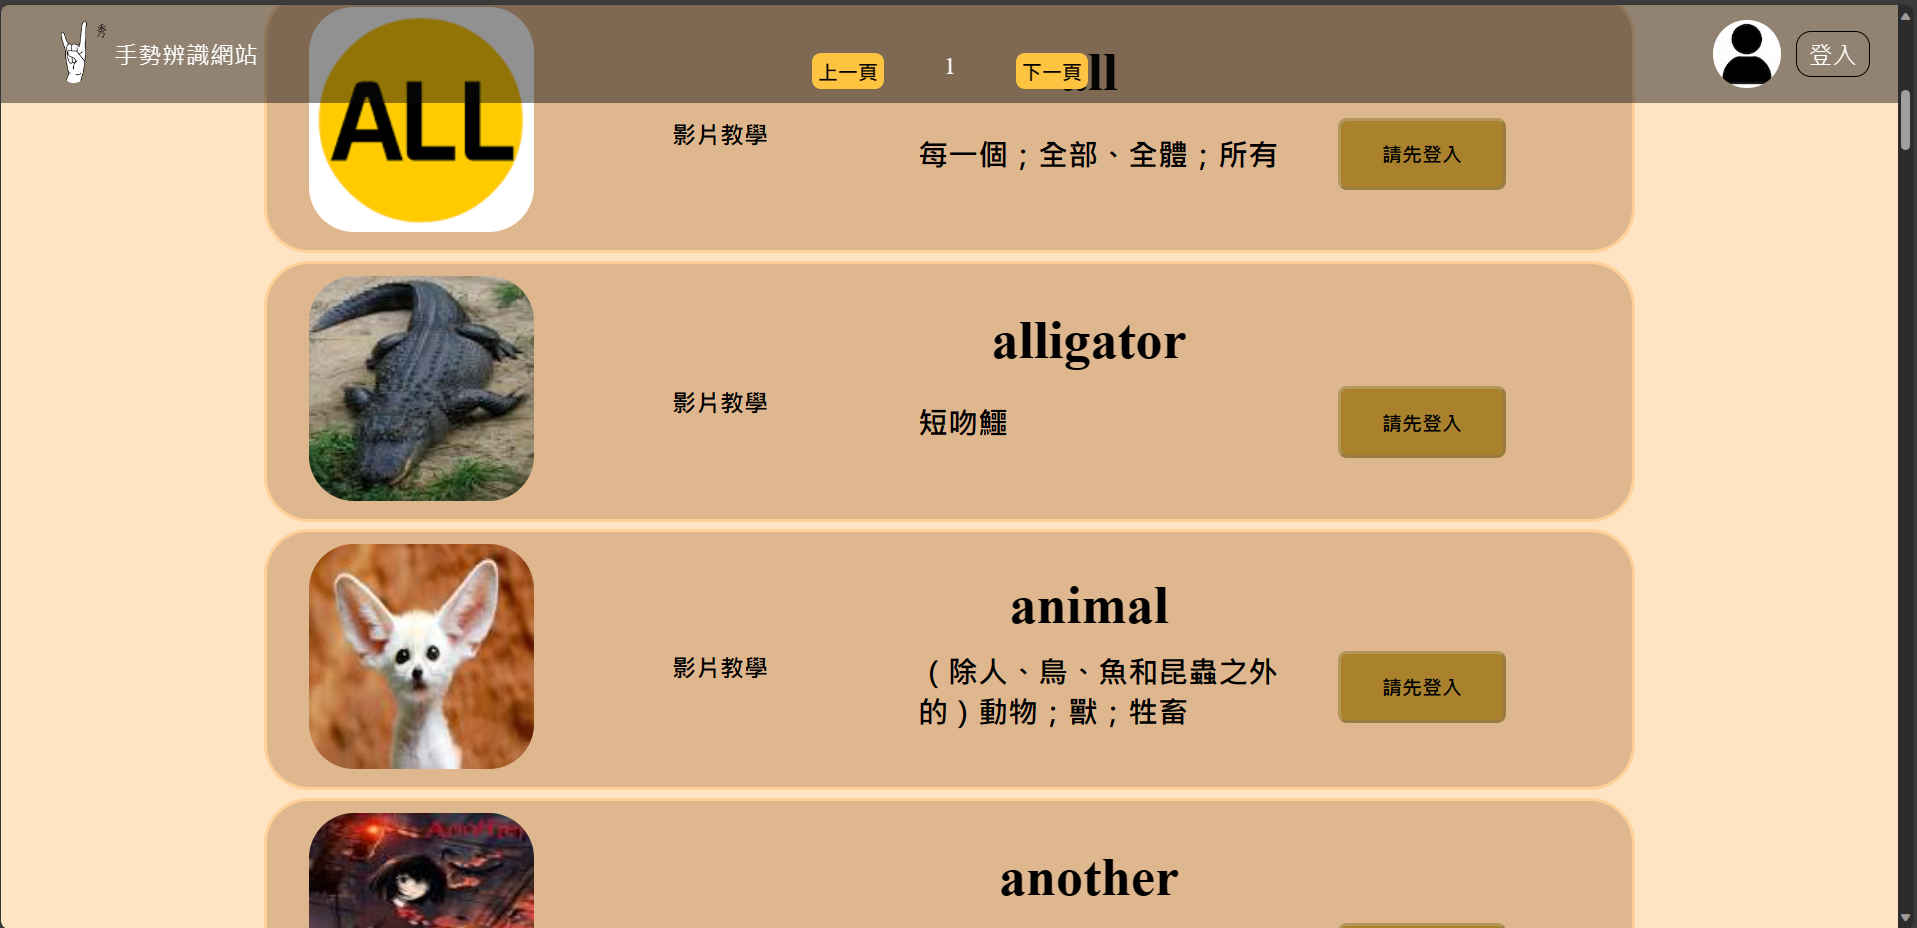 秀
手勢辨識網站
上一頁
1
下一頁
登入
ALL
all
影片教學
每一個；全部、全體；所有
請先登入
alligator
影片教學
短吻鱷
請先登入
animal
影片教學
（除人、鳥、魚和昆蟲之外
的）動物；獸；牲畜
請先登入
Another
another